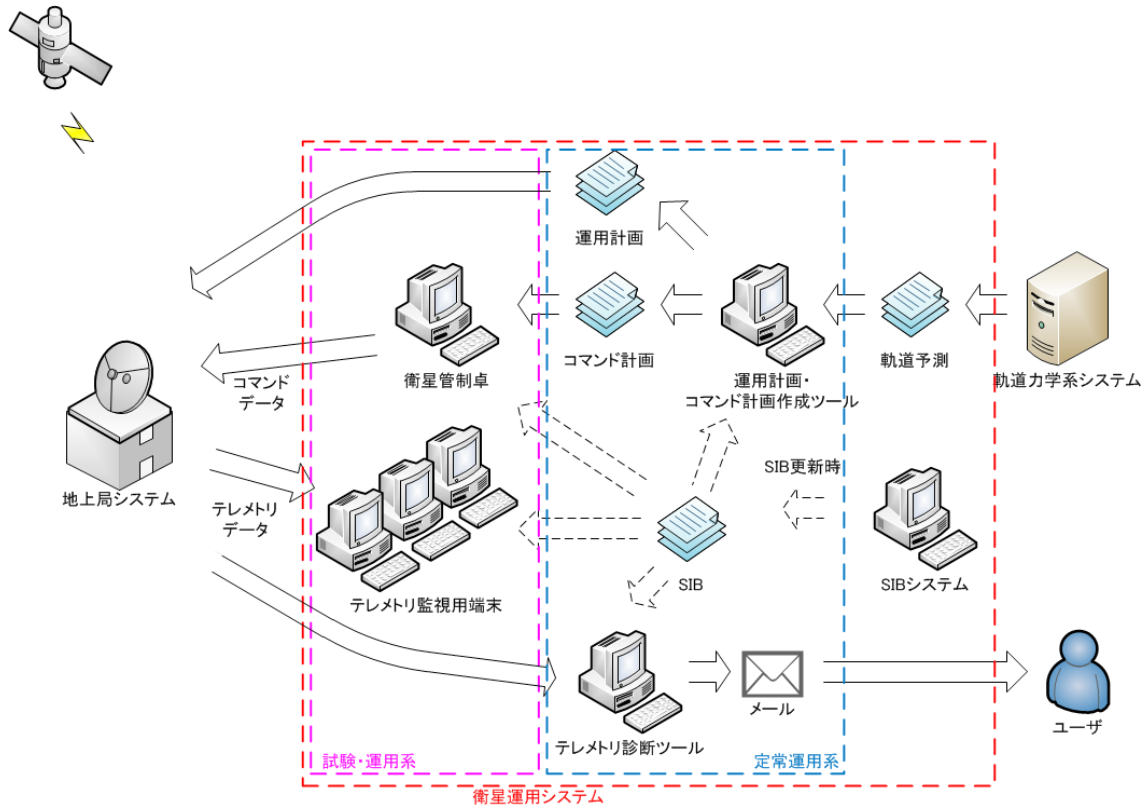 運用計画
衛星管制卓
コマンド計画
運用計画・
コマンド計画作成ツール
軌道予測
軌道力学系システム
コマンド
データ
地上局システム
テレメトリ
データ
SIB更新時
テレメトリ監視用端末
SIB
SIBシステム
テレメトリ診断ツール
メール
ユーザ
試験・運用系
定常運用系
衛星運用システム